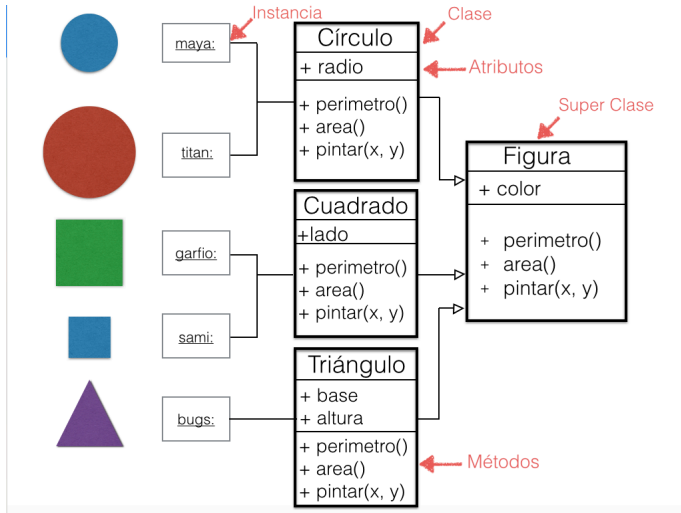 Instancia
maya:
titan:
garfio:
sami:
bugs:
Círculo
+ radio
+ perimetro()
+ area()
+ pintar(x, y)
Cuadrado
+lado
+ perimetro()
+ area()
+ pintar(x, y)
Triángulo
+ base
+ altura
+ perimetro()
+ area()
+ pintar(x, y)
Clase
Atributos
Métodos
Super Clase
Figura
+ color
+ perimetro()
+ area()
+ pintar(x, y)